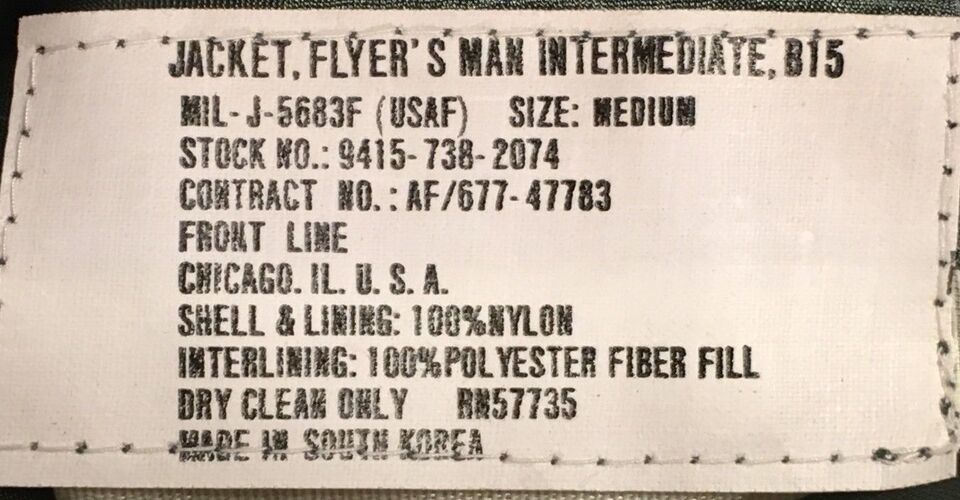 JACKET, FLYER'S MAN INTERMEDIATE, B15
MIL-J-5683F (USAF) SIZE: MEDIUM
STOCK NO.: 9415-738-2074
CONTRACT NO.: AF/677-47783
FRONT LINE
CHICAGO. IL. U. S. A.
SHELL & LINING: 100%NYLON
INTERLINING: 100%POLYESTER FIBER FILL
DRY CLEAN ONLY RN57735
MADE IN SOUTH KOREA